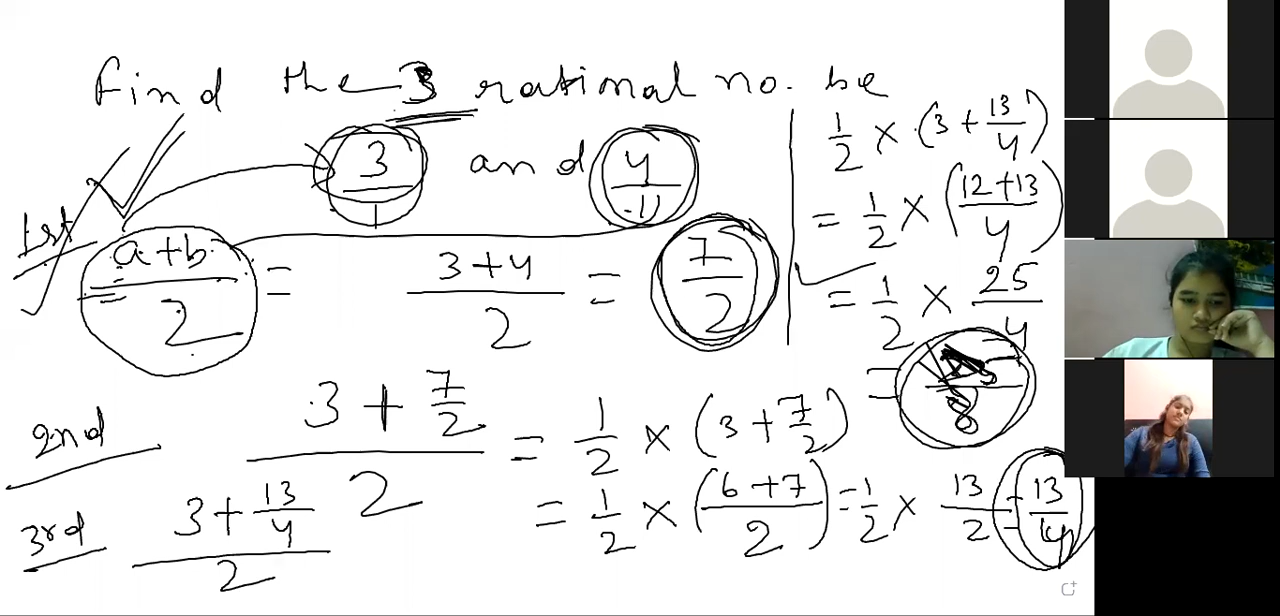 Find the 3 rational no. be
3/1 and 4/1
1st (a+b)/2 = (3+4)/2 = 7/2
2nd (3 + 7/2)/2 = 1/2 × (3 + 7/2)
= 1/2 × ((6+7)/2) = 1/2 × 13/2 = 13/4
3rd (3 + 13/4)/2
1/2 × (3 + 13/4)
= 1/2 × ((12+13)/4)
= 1/2 × 25/4
=